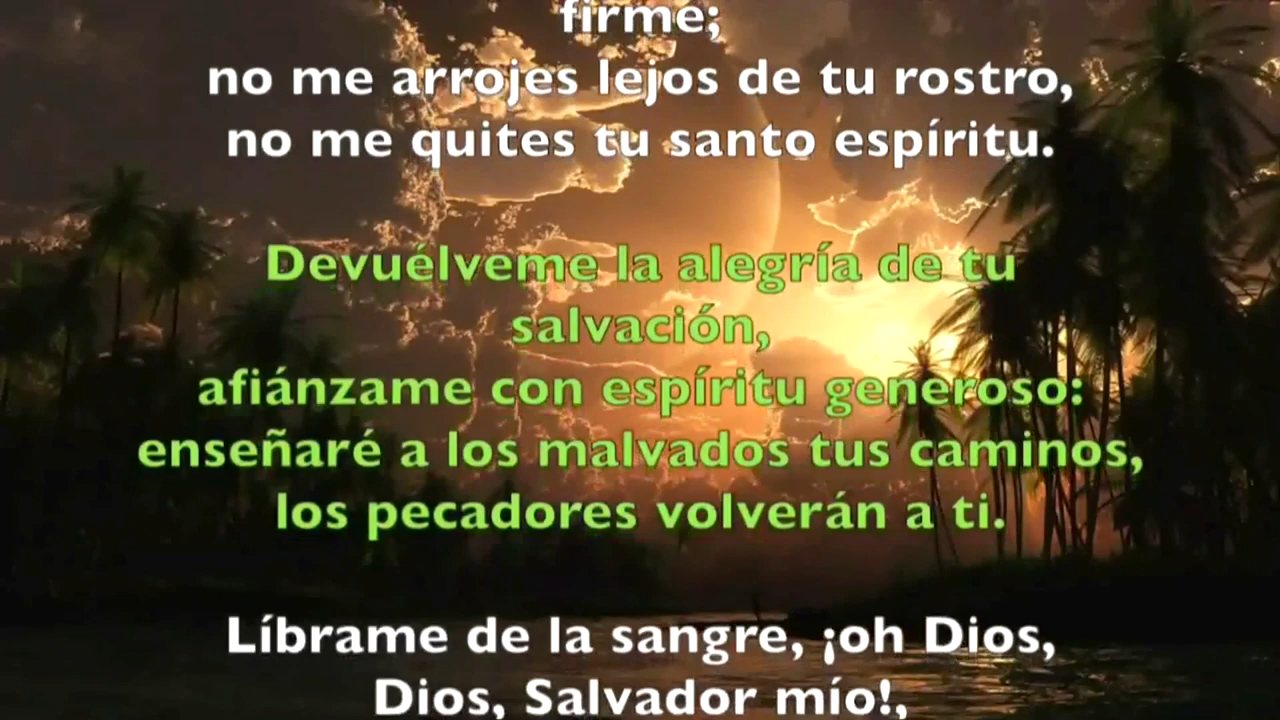 firme;
no me arrojes lejos de tu rostro,
no me quites tu santo espíritu.
Devuélveme la alegría de tu
salvación,
afiánzame con espíritu generoso:
enseñaré a los malvados tus caminos,
los pecadores volverán a ti.
Líbrame de la sangre, ¡oh Dios,
Dios, Salvador mío!,